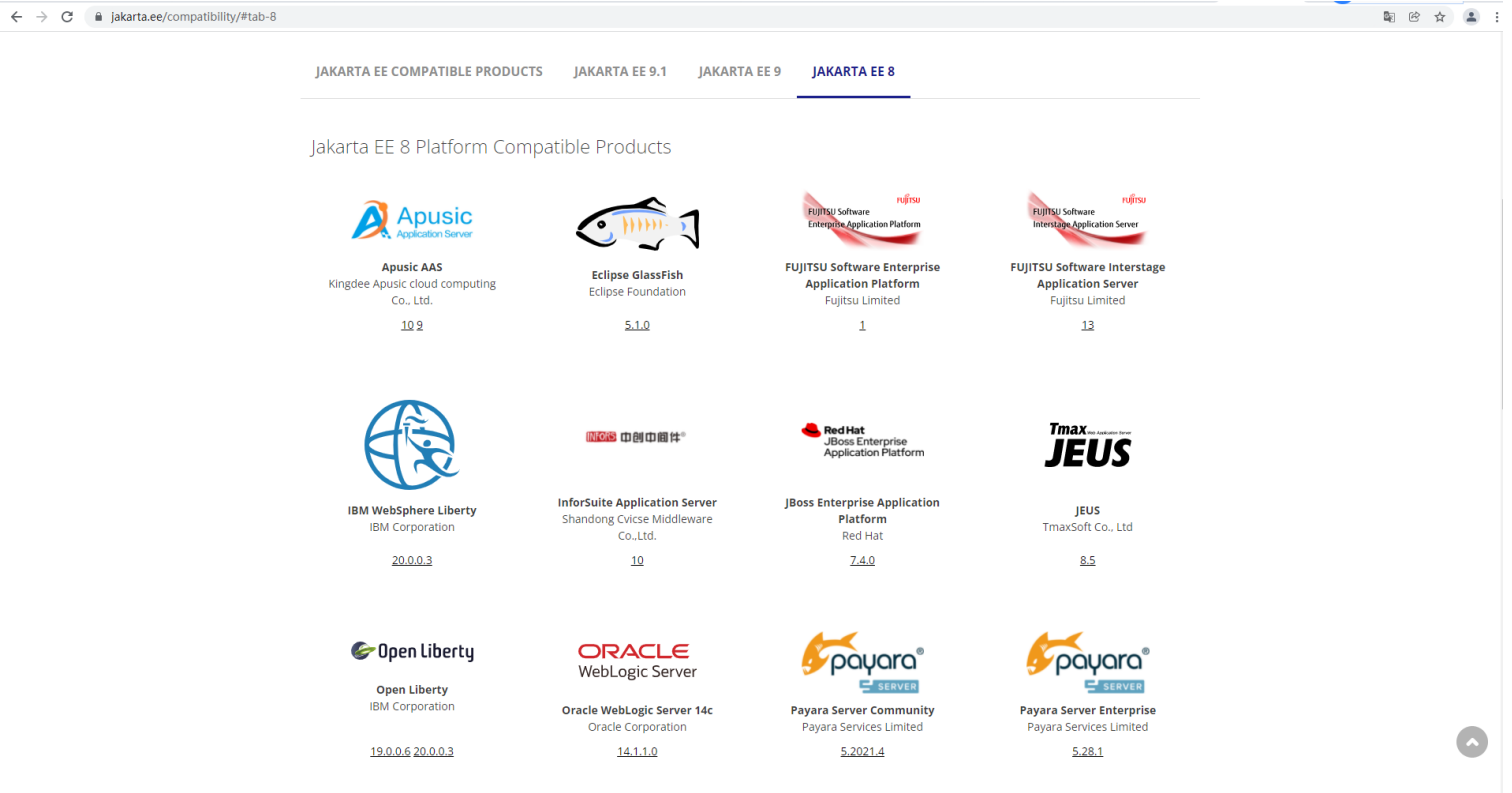 jakarta.ee/compatibility/#tab-8
JAKARTA EE COMPATIBLE PRODUCTS JAKARTA EE 9.1 JAKARTA EE 9 JAKARTA EE 8
Jakarta EE 8 Platform Compatible Products
Apusic
Application Server
Apusic AAS
Kingdee Apusic cloud computing
Co., Ltd.
10 9
Eclipse GlassFish
Eclipse Foundation
5.1.0
FUJITSU
FUJITSU Software
Enterprise Application Platform
FUJITSU Software Enterprise
Application Platform
Fujitsu Limited
1
FUJITSU
FUJITSU Software
Interstage Application Server
FUJITSU Software Interstage
Application Server
Fujitsu Limited
13
IBM WebSphere Liberty
IBM Corporation
20.0.0.3
INFORS 中创中间件®
InforSuite Application Server
Shandong Cvicse Middleware
Co.,Ltd.
10
Red Hat
JBoss Enterprise
Application Platform
JBoss Enterprise Application
Platform
Red Hat
7.4.0
Tmax Web Application Server
JEUS
JEUS
TmaxSoft Co., Ltd
8.5
Open Liberty
Open Liberty
IBM Corporation
19.0.0.6 20.0.0.3
ORACLE
WebLogic Server
Oracle WebLogic Server 14c
Oracle Corporation
14.1.1.0
payara®
SERVER
Payara Server Community
Payara Services Limited
5.2021.4
payara®
SERVER
Payara Server Enterprise
Payara Services Limited
5.28.1